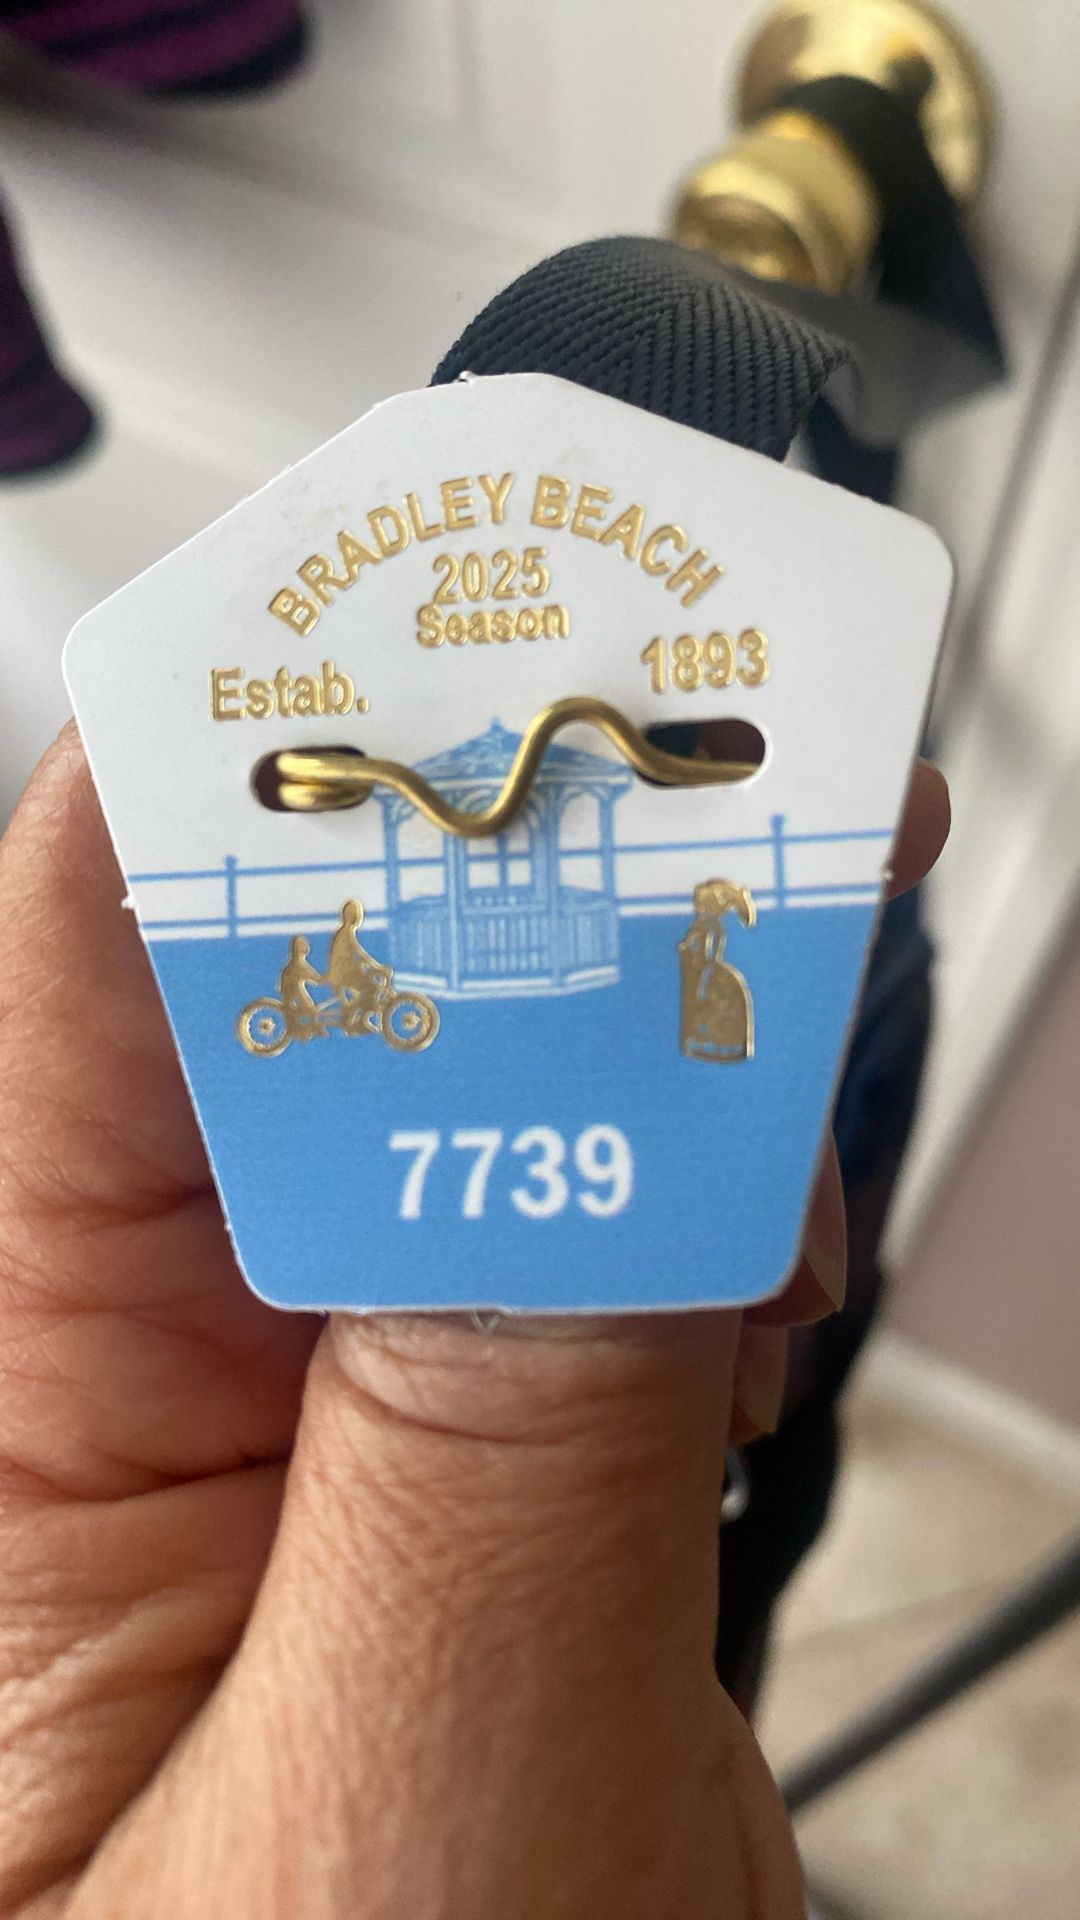 BRADLEY BEACH
2025
Season
Estab. 1893
7739